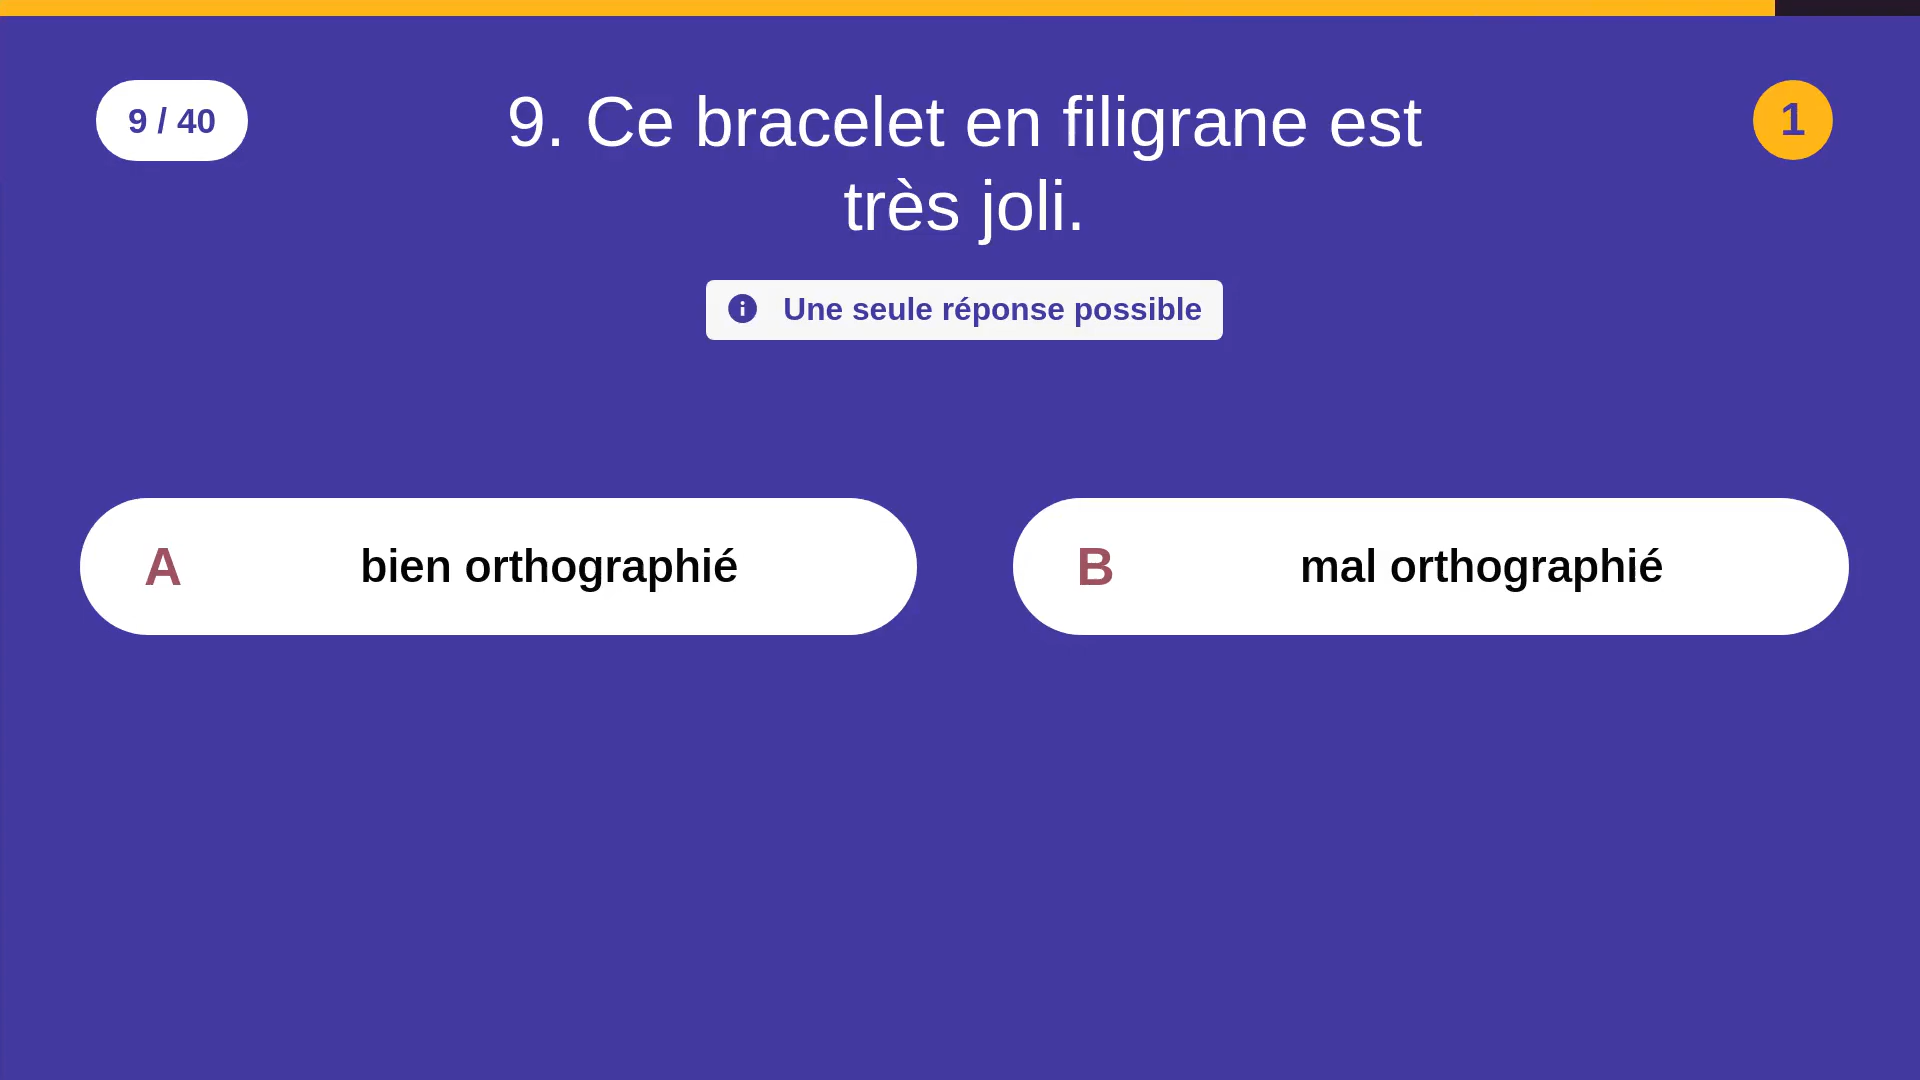 9 / 40
9. Ce bracelet en filigrane est
très joli.
1
Une seule réponse possible
A bien orthographié
B mal orthographié